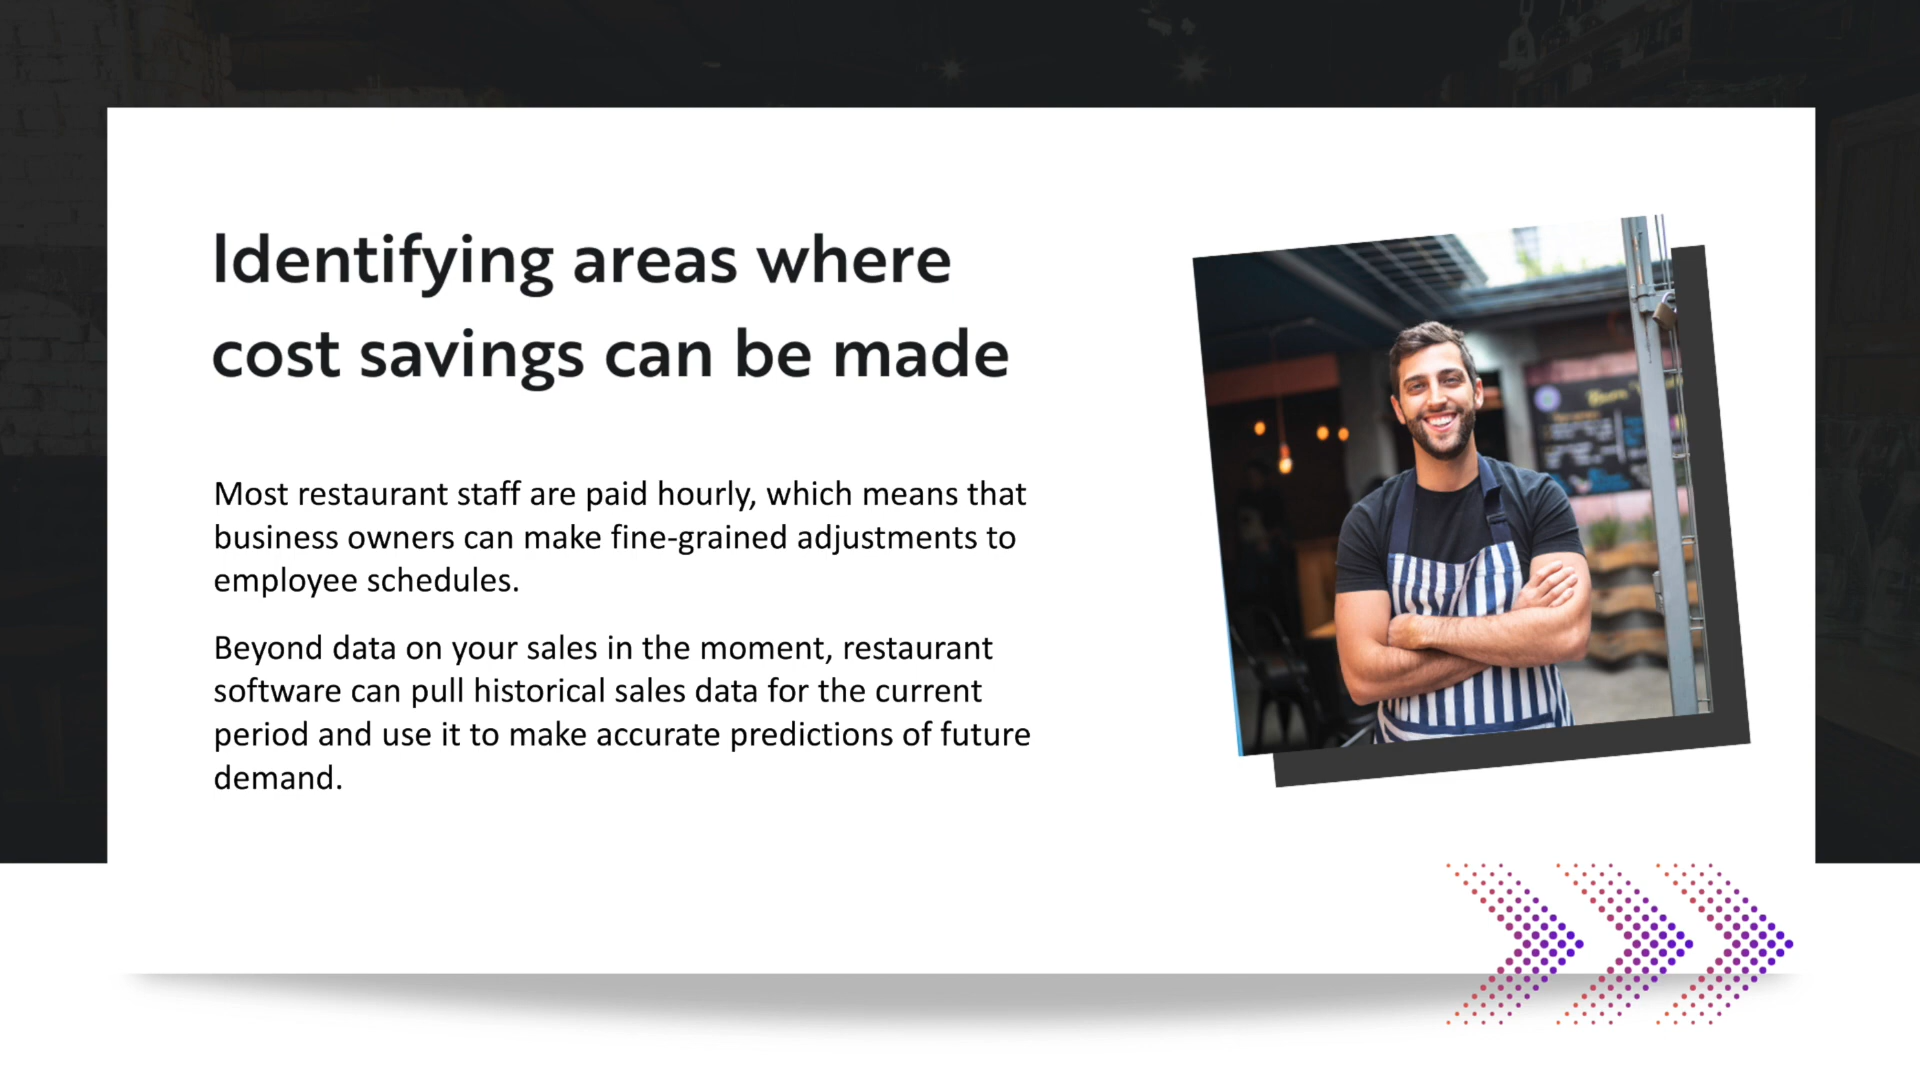 Identifying areas where
cost savings can be made
Most restaurant staff are paid hourly, which means that
business owners can make fine-grained adjustments to
employee schedules.
Beyond data on your sales in the moment, restaurant
software can pull historical sales data for the current
period and use it to make accurate predictions of future
demand.